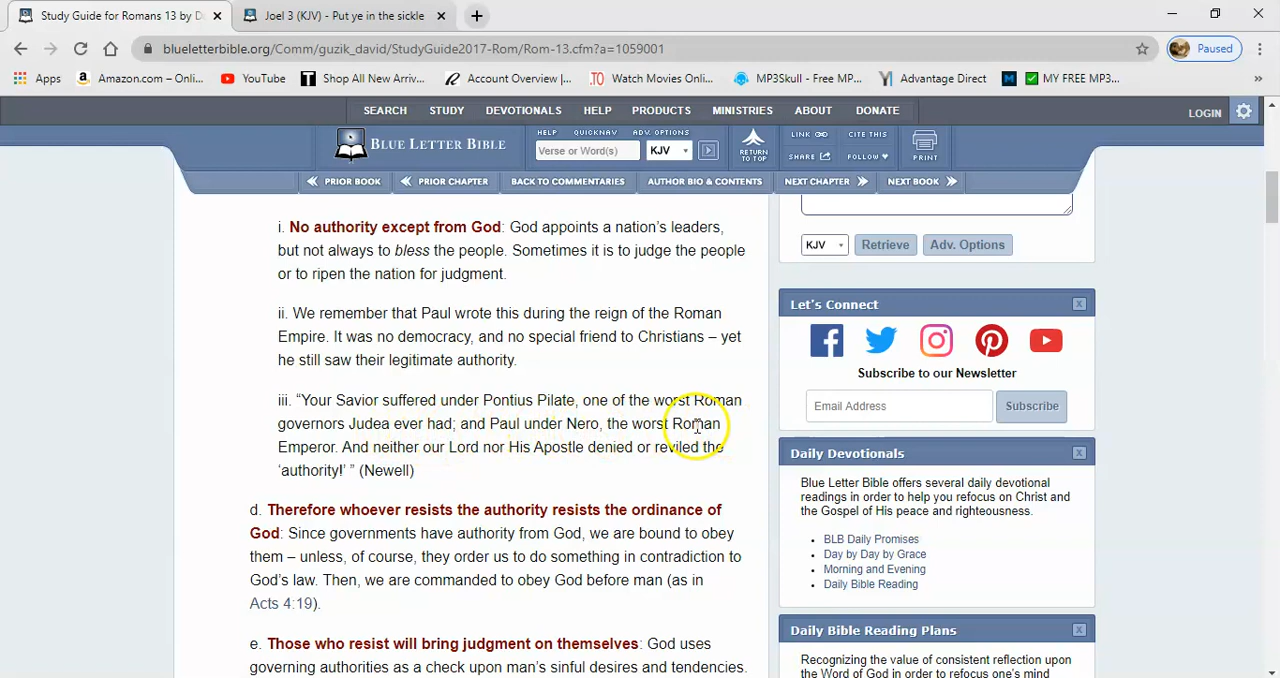 Study Guide for Romans 13 by D
Joel 3 (KJV) - Put ye in the sickle
blueletterbible.org/Comm/guzik_david/StudyGuide2017-Rom/Rom-13.cfm?a=1059001
Paused
Apps
Amazon.com – Onli...
YouTube
Shop All New Arriv...
Account Overview |...
Watch Movies Onlin...
MP3Skull - Free MP...
Advantage Direct
MY FREE MP3...
SEARCH STUDY DEVOTIONALS HELP PRODUCTS MINISTRIES ABOUT DONATE
LOGIN
BLUE LETTER BIBLE
HELP QUICKNAV ADV. OPTIONS
Verse or Word(s)
KJV
RETURN
TO TOP
LINK
CITE THIS
SHARE
FOLLOW
PRINT
PRIOR BOOK
PRIOR CHAPTER
BACK TO COMMENTARIES
AUTHOR BIO & CONTENTS
NEXT CHAPTER
NEXT BOOK
i. No authority except from God: God appoints a nation's leaders,
but not always to bless the people. Sometimes it is to judge the people
or to ripen the nation for judgment.
ii. We remember that Paul wrote this during the reign of the Roman
Empire. It was no democracy, and no special friend to Christians – yet
he still saw their legitimate authority.
iii. “Your Savior suffered under Pontius Pilate, one of the worst Roman
governors Judea ever had; and Paul under Nero, the worst Roman
Emperor. And neither our Lord nor His Apostle denied or reviled the
‘authority!’ ” (Newell)
d. Therefore whoever resists the authority resists the ordinance of
God: Since governments have authority from God, we are bound to obey
them – unless, of course, they order us to do something in contradiction to
God's law. Then, we are commanded to obey God before man (as in
Acts 4:19).
e. Those who resist will bring judgment on themselves: God uses
governing authorities as a check upon man's sinful desires and tendencies.
KJV
Retrieve
Adv. Options
Let's Connect
Subscribe to our Newsletter
Email Address
Subscribe
Daily Devotionals
Blue Letter Bible offers several daily devotional
readings in order to help you refocus on Christ and
the Gospel of His peace and righteousness.
BLB Daily Promises
Day by Day by Grace
Morning and Evening
Daily Bible Reading
Daily Bible Reading Plans
Recognizing the value of consistent reflection upon
the Word of God in order to refocus one's mind